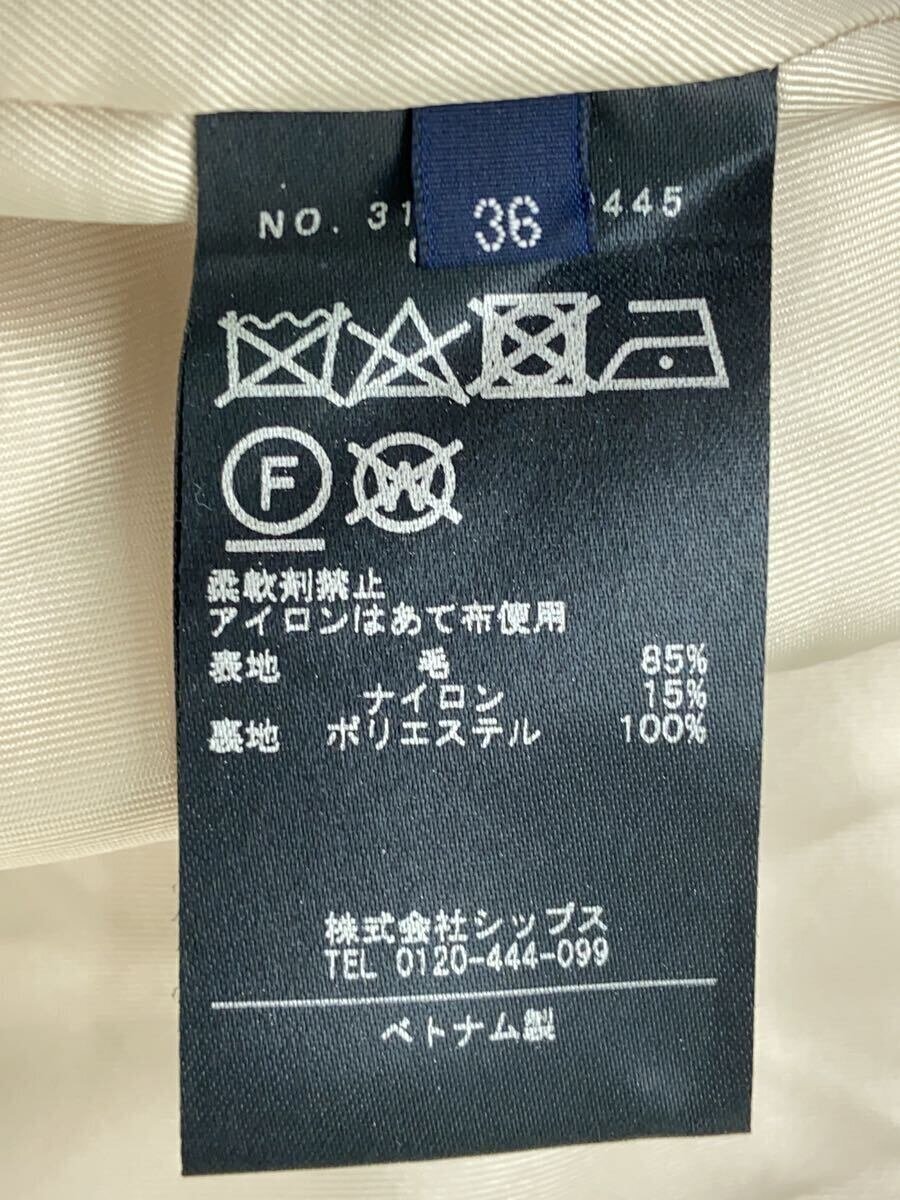 NO. 31 445
36
F
W
柔軟剤禁止
アイロンはあて布使用
表地 毛 85%
ナイロン 15%
裏地 ポリエステル 100%
株式会社シップス
TEL 0120-444-099
ベトナム製